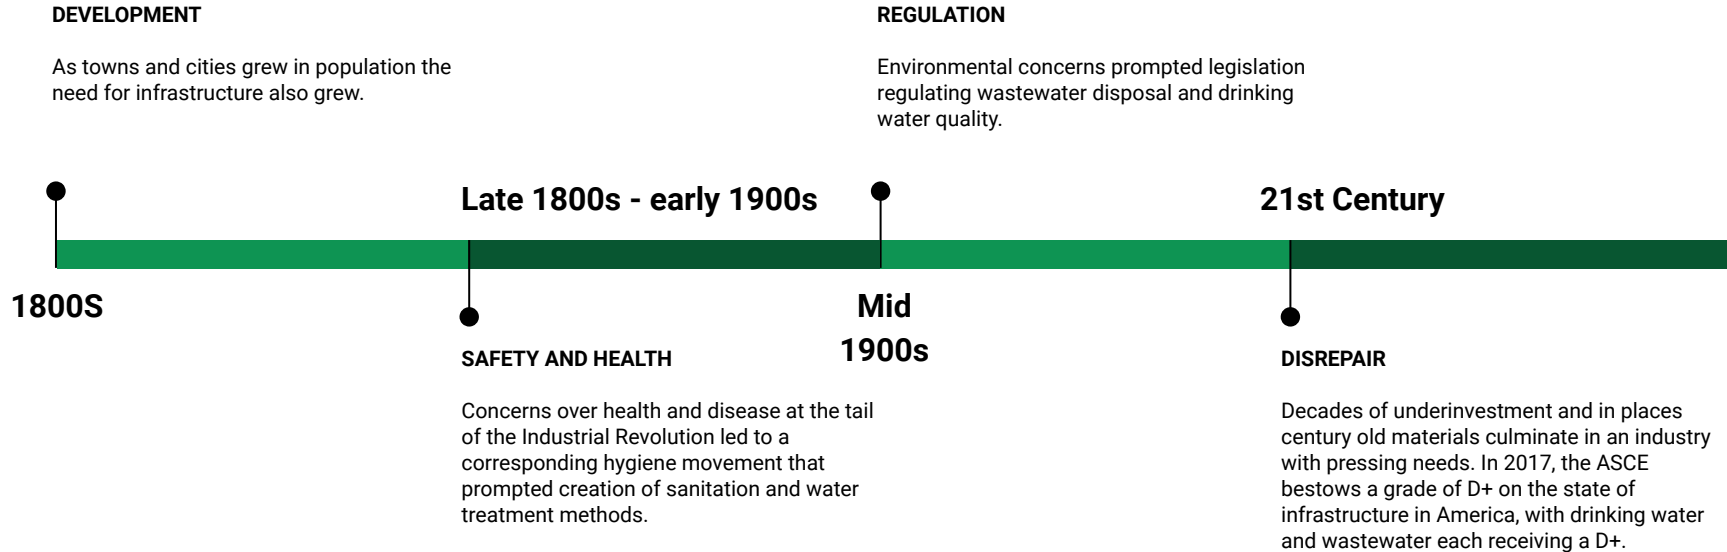 DEVELOPMENT
As towns and cities grew in population the
need for infrastructure also grew.
1800S
Late 1800s - early 1900s
SAFETY AND HEALTH
Concerns over health and disease at the tail
of the Industrial Revolution led to a
corresponding hygiene movement that
prompted creation of sanitation and water
treatment methods.
REGULATION
Environmental concerns prompted legislation
regulating wastewater disposal and drinking
water quality.
Mid
1900s
21st Century
DISREPAIR
Decades of underinvestment and in places
century old materials culminate in an industry
with pressing needs. In 2017, the ASCE
bestows a grade of D+ on the state of
infrastructure in America, with drinking water
and wastewater each receiving a D+.